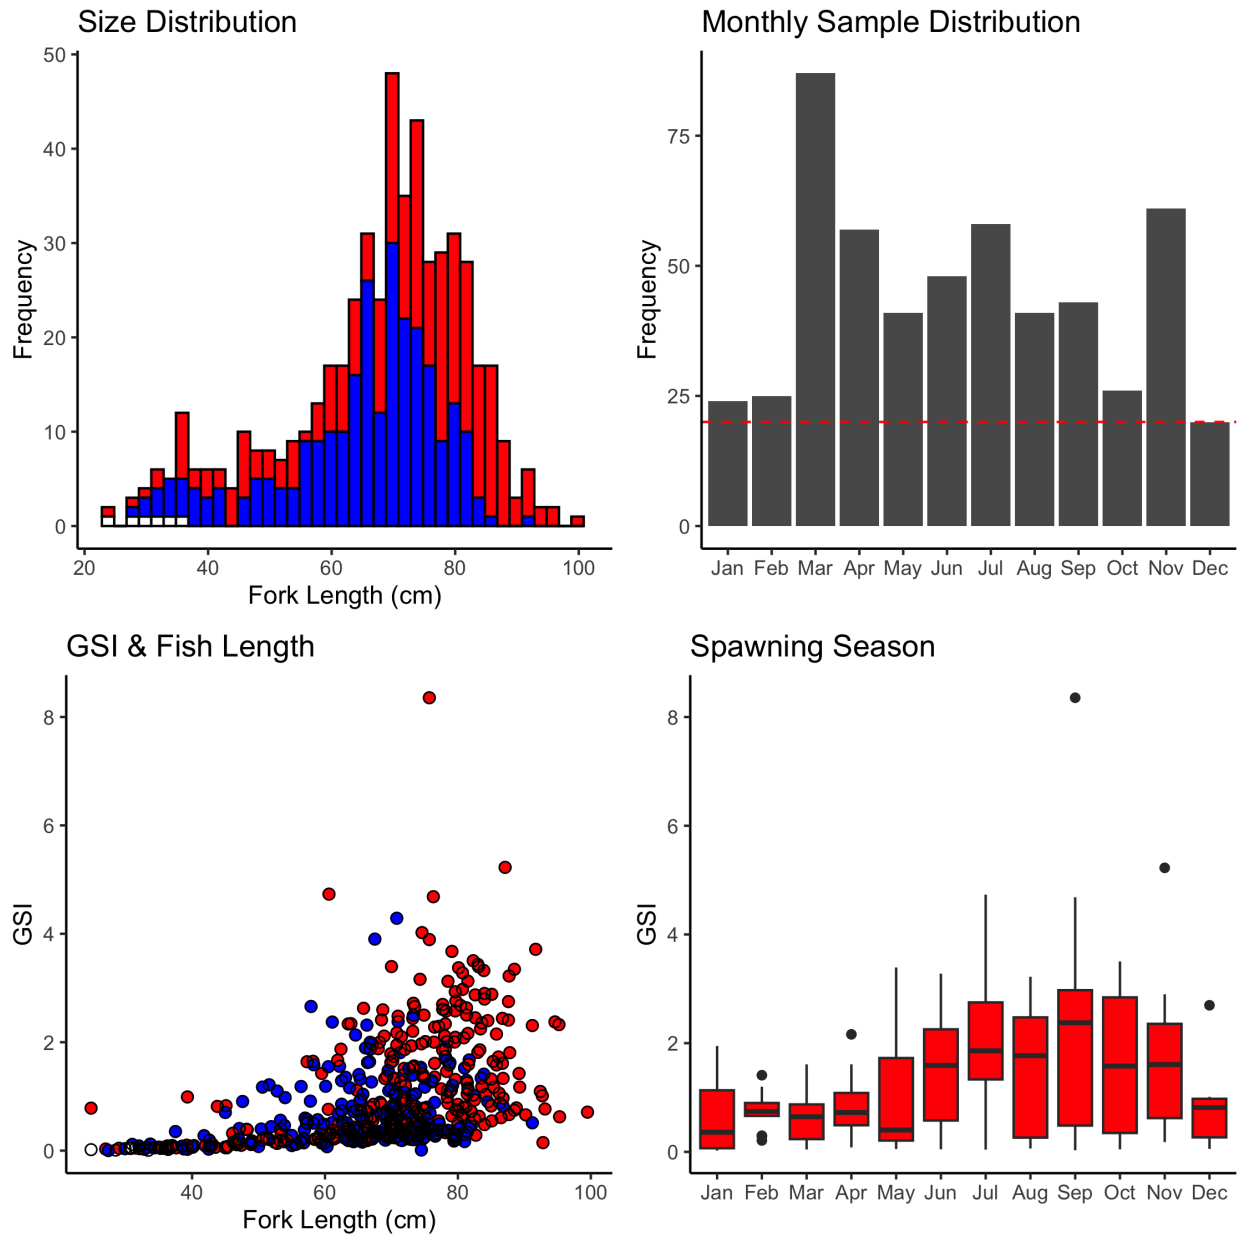 Size Distribution
Frequency
50
40
30
20
10
0
20 40 60 80 100
Fork Length (cm)
Monthly Sample Distribution
Frequency
75
50
25
0
Jan Feb Mar Apr May Jun Jul Aug Sep Oct Nov Dec
GSI & Fish Length
GSI
8
6
4
2
0
40 60 80 100
Fork Length (cm)
Spawning Season
GSI
8
6
4
2
0
Jan Feb Mar Apr May Jun Jul Aug Sep Oct Nov Dec